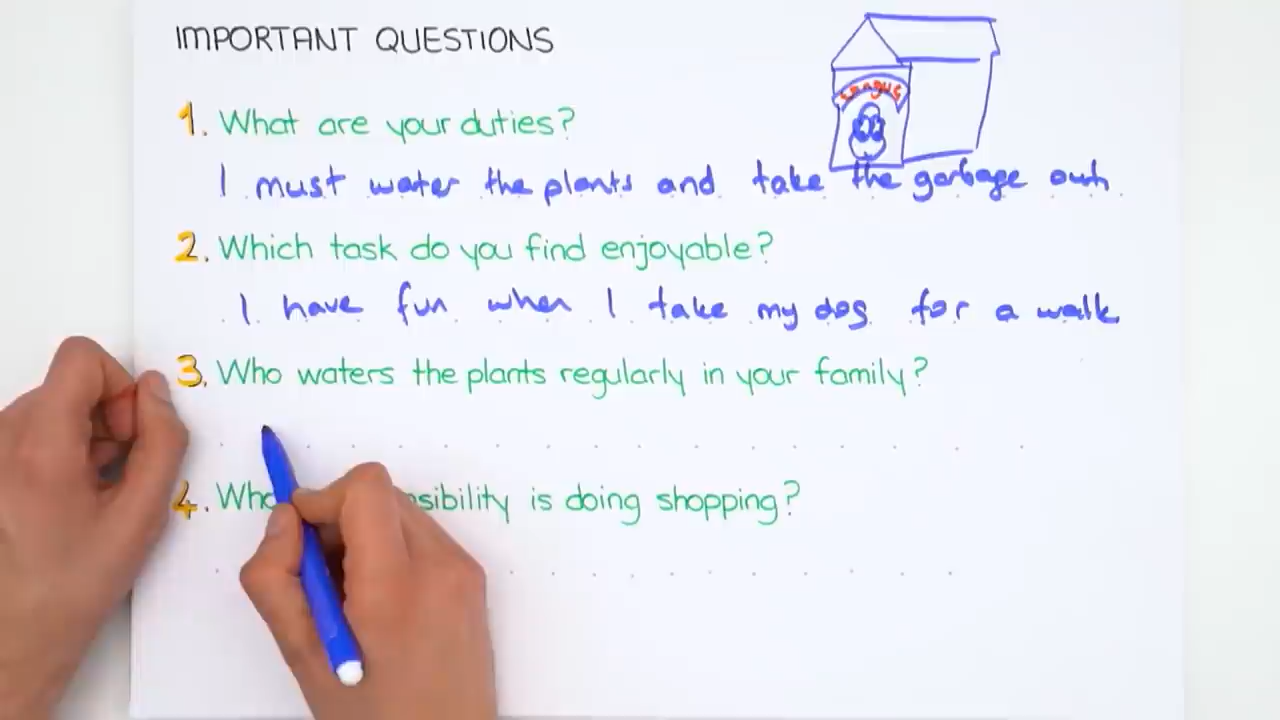 IMPORTANT QUESTIONS
1. What are your duties?
I must water the plants and take the garbage out
2. Which task do you find enjoyable?
I have fun when I take my dog for a walk
3. Who waters the plants regularly in your family?
4. is doing shopping?